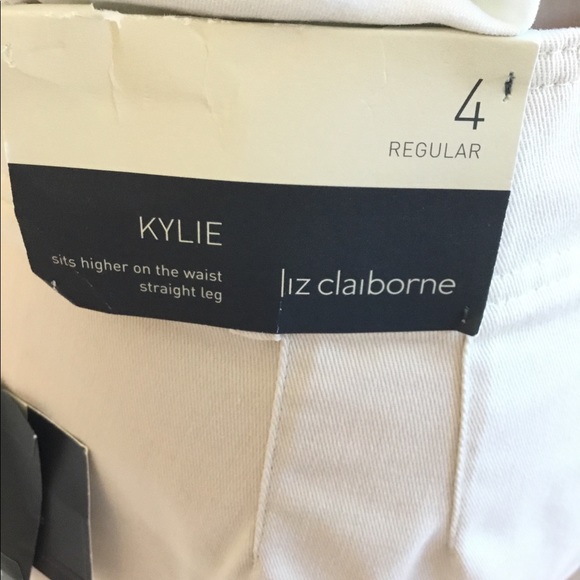 4
REGULAR
KYLIE
sits higher on the waist
straight leg
liz claiborne